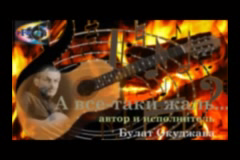 А все-таки жаль...
автор и исполнитель
Булат Окуджава